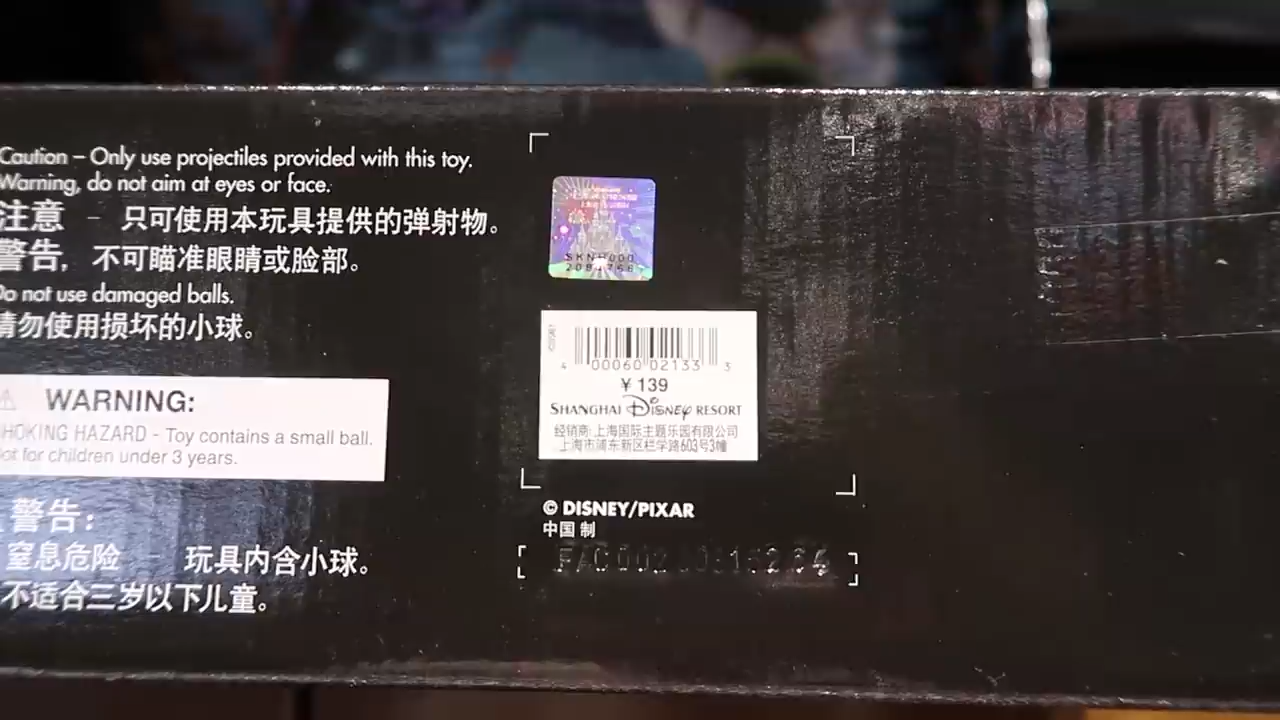 Caution – Only use projectiles provided with this toy.
Warning, do not aim at eyes or face.
注意 – 只可使用本玩具提供的弹射物。
警告, 不可瞄准眼睛或脸部。
Do not use damaged balls.
请勿使用损坏的小球。
WARNING:
CHOKING HAZARD - Toy contains a small ball.
Not for children under 3 years.
警告:
窒息危险 – 玩具内含小球。
不适合三岁以下儿童。
4 00060 02133 3
¥ 139
SHANGHAI Disney RESORT
经销商:上海国际主题乐园有限公司
上海市浦东新区栏学路603号3幢
© DISNEY/PIXAR
中国 制